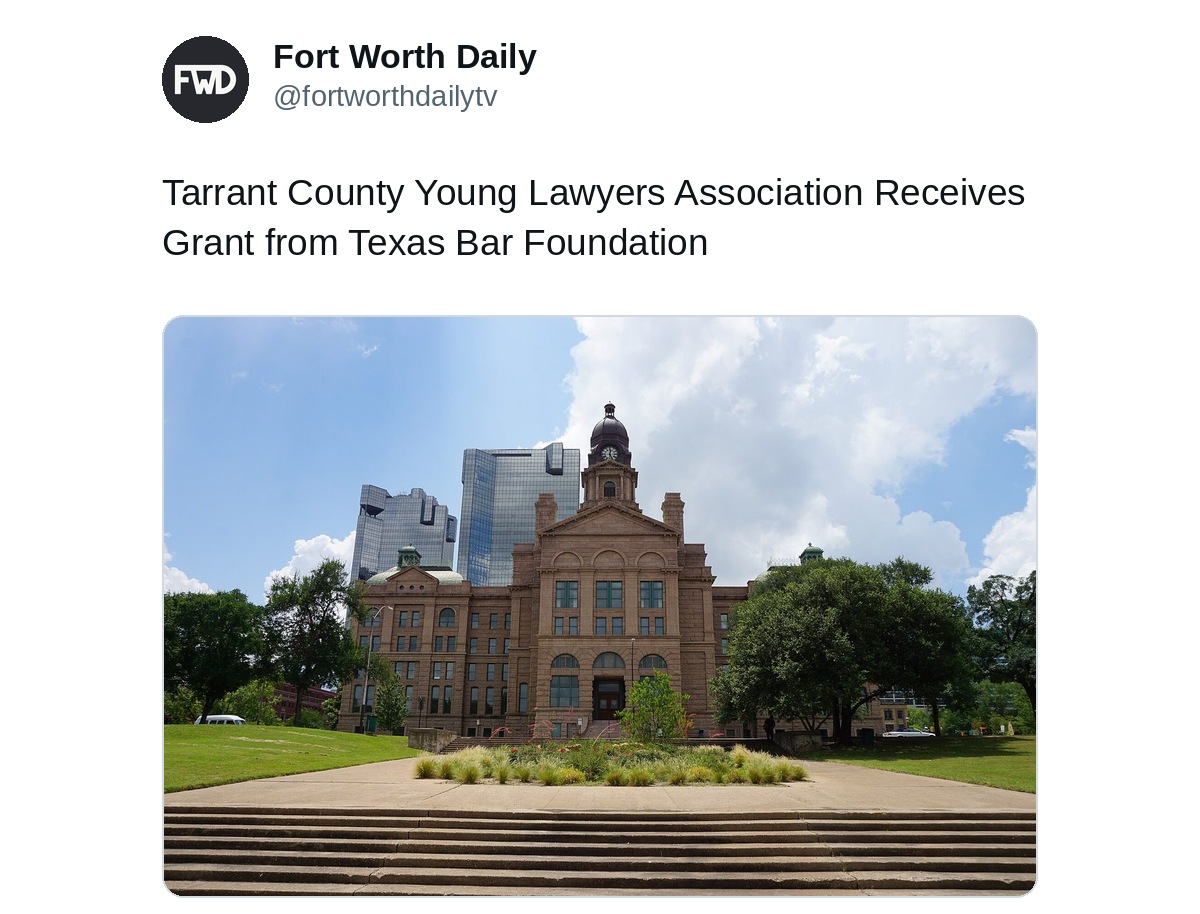 FWD
Fort Worth Daily
@fortworthdailytv
Tarrant County Young Lawyers Association Receives
Grant from Texas Bar Foundation